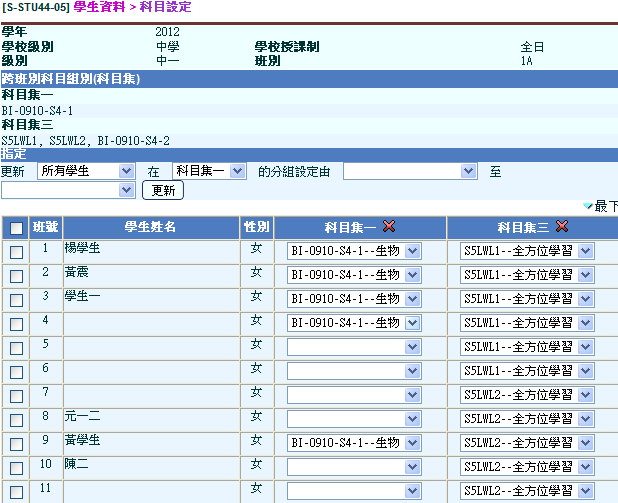 [S-STU44-05] 學生資料 > 科目設定
學年 2012
學校級別 中學 學校授課制 全日
級別 中一 班別 1A
跨班別科目組別(科目集)
科目集一
BI-0910-S4-1
科目集三
S5LWL1, S5LWL2, BI-0910-S4-2
指定
更新 所有學生 在 科目集一 的分組設定由 至
更新
最下
班號 學生姓名 性別 科目集一 科目集三
1 楊學生 女 BI-0910-S4-1--生物 S5LWL1--全方位學習
2 黃震 女 BI-0910-S4-1--生物 S5LWL1--全方位學習
3 學生一 女 BI-0910-S4-1--生物 S5LWL1--全方位學習
4 女 BI-0910-S4-1--生物 S5LWL1--全方位學習
5 女 S5LWL1--全方位學習
6 女 S5LWL1--全方位學習
7 女 S5LWL2--全方位學習
8 元一二 女 S5LWL2--全方位學習
9 黃學生 女 BI-0910-S4-1--生物 S5LWL2--全方位學習
10 陳二 女 S5LWL2--全方位學習
11 女 S5LWL2--全方位學習